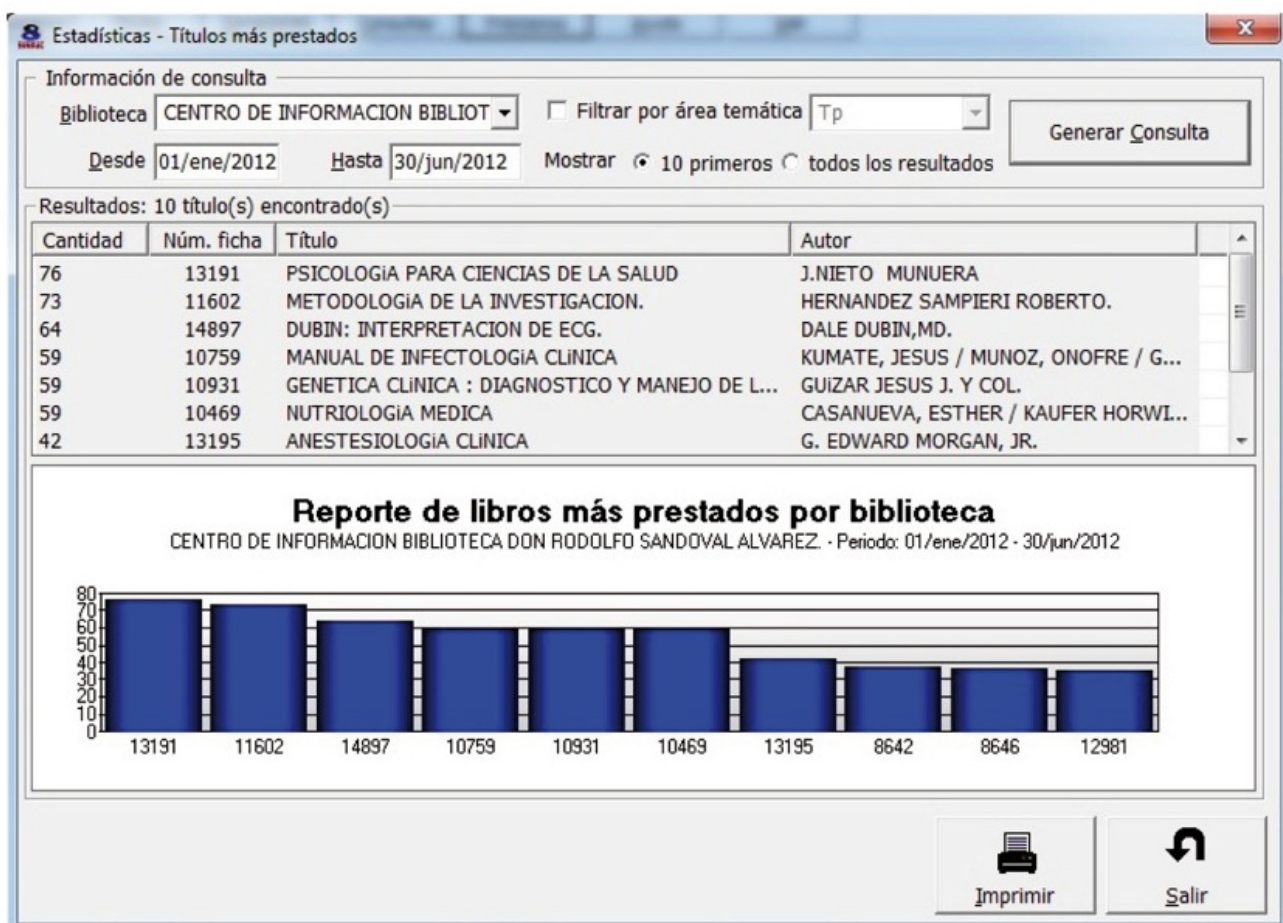 Estadísticas - Títulos más prestados
Información de consulta
Biblioteca CENTRO DE INFORMACION BIBLIOT Filtrar por área temática Tp Generar Consulta
Desde 01/ene/2012 Hasta 30/jun/2012 Mostrar 10 primeros todos los resultados
Resultados: 10 título(s) encontrado(s)
Cantidad Núm. ficha Título Autor
76 13191 PSICOLOGiA PARA CIENCIAS DE LA SALUD J.NIETO MUNUERA
73 11602 METODOLOGiA DE LA INVESTIGACION. HERNANDEZ SAMPIERI ROBERTO.
64 14897 DUBIN: INTERPRETACION DE ECG. DALE DUBIN,MD.
59 10759 MANUAL DE INFECTOLOGiA CLiNICA KUMATE, JESUS / MUNOZ, ONOFRE / G...
59 10931 GENETICA CLiNICA : DIAGNOSTICO Y MANEJO DE L... GUiZAR JESUS J. Y COL.
59 10469 NUTRIOLOGiA MEDICA CASANUEVA, ESTHER / KAUFER HORWI...
42 13195 ANESTESIOLOGiA CLiNICA G. EDWARD MORGAN, JR.
Reporte de libros más prestados por biblioteca
CENTRO DE INFORMACION BIBLIOTECA DON RODOLFO SANDOVAL ALVAREZ. - Periodo: 01/ene/2012 - 30/jun/2012
80
70
60
50
40
30
20
10
0
13191 11602 14897 10759 10931 10469 13195 8642 8646 12981
Imprimir Salir